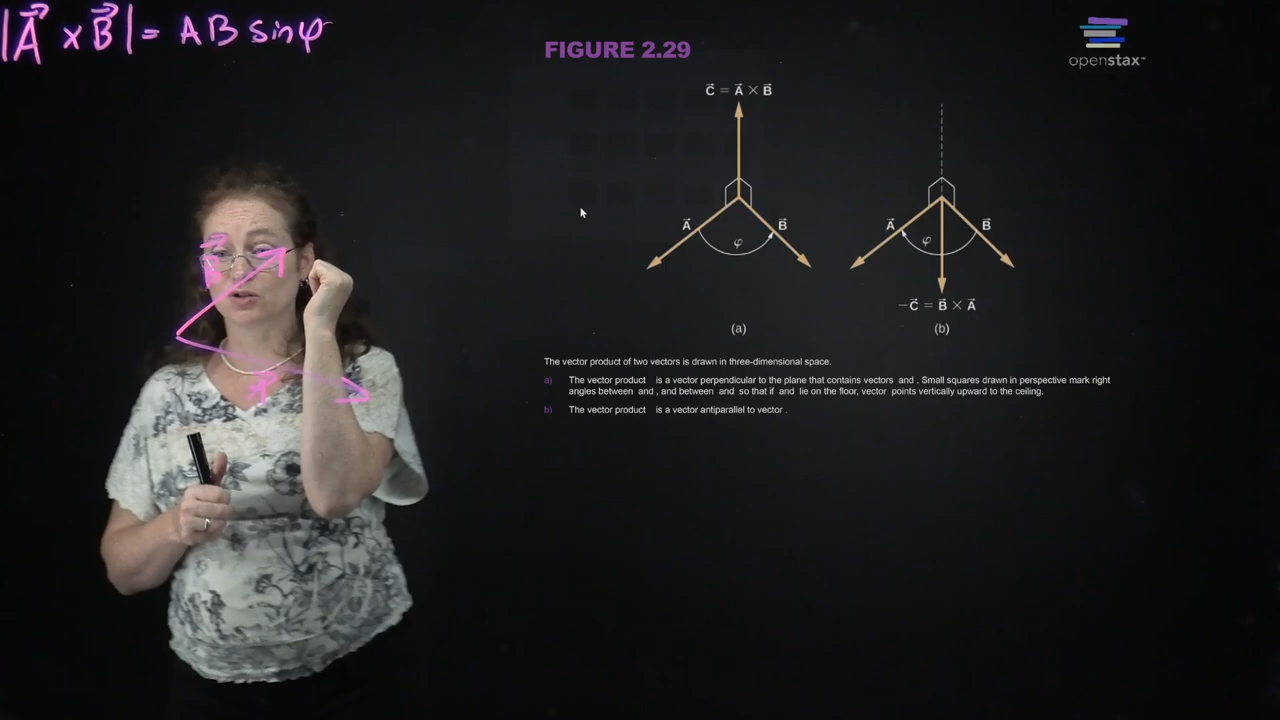 |A⃗ × B⃗| = AB sin φ
FIGURE 2.29
openstax™
C⃗ = A⃗ × B⃗
A⃗
B⃗
φ
(a)
A⃗
B⃗
φ
−C⃗ = B⃗ × A⃗
(b)
The vector product of two vectors is drawn in three-dimensional space.
a) The vector product is a vector perpendicular to the plane that contains vectors and . Small squares drawn in perspective mark right
angles between and , and between and so that if and lie on the floor, vector points vertically upward to the ceiling.
b) The vector product is a vector antiparallel to vector .